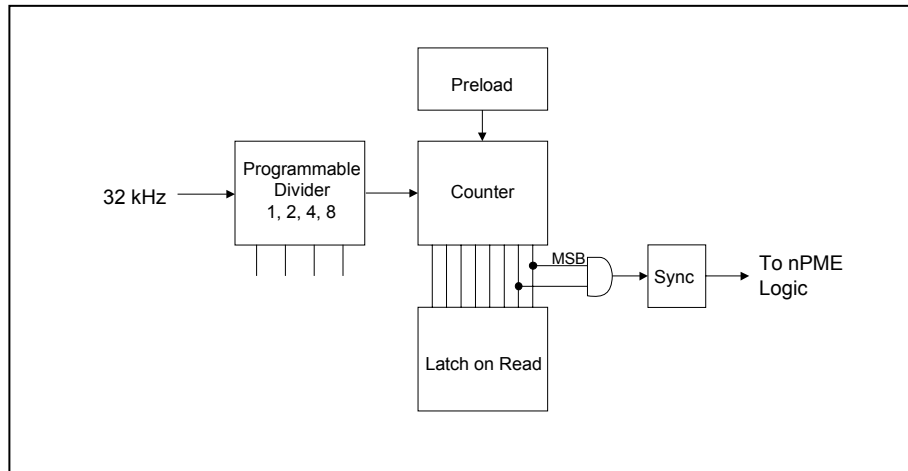 Preload
Programmable
Divider
1, 2, 4, 8
32 kHz
Counter
MSB
Sync
To nPME
Logic
Latch on Read